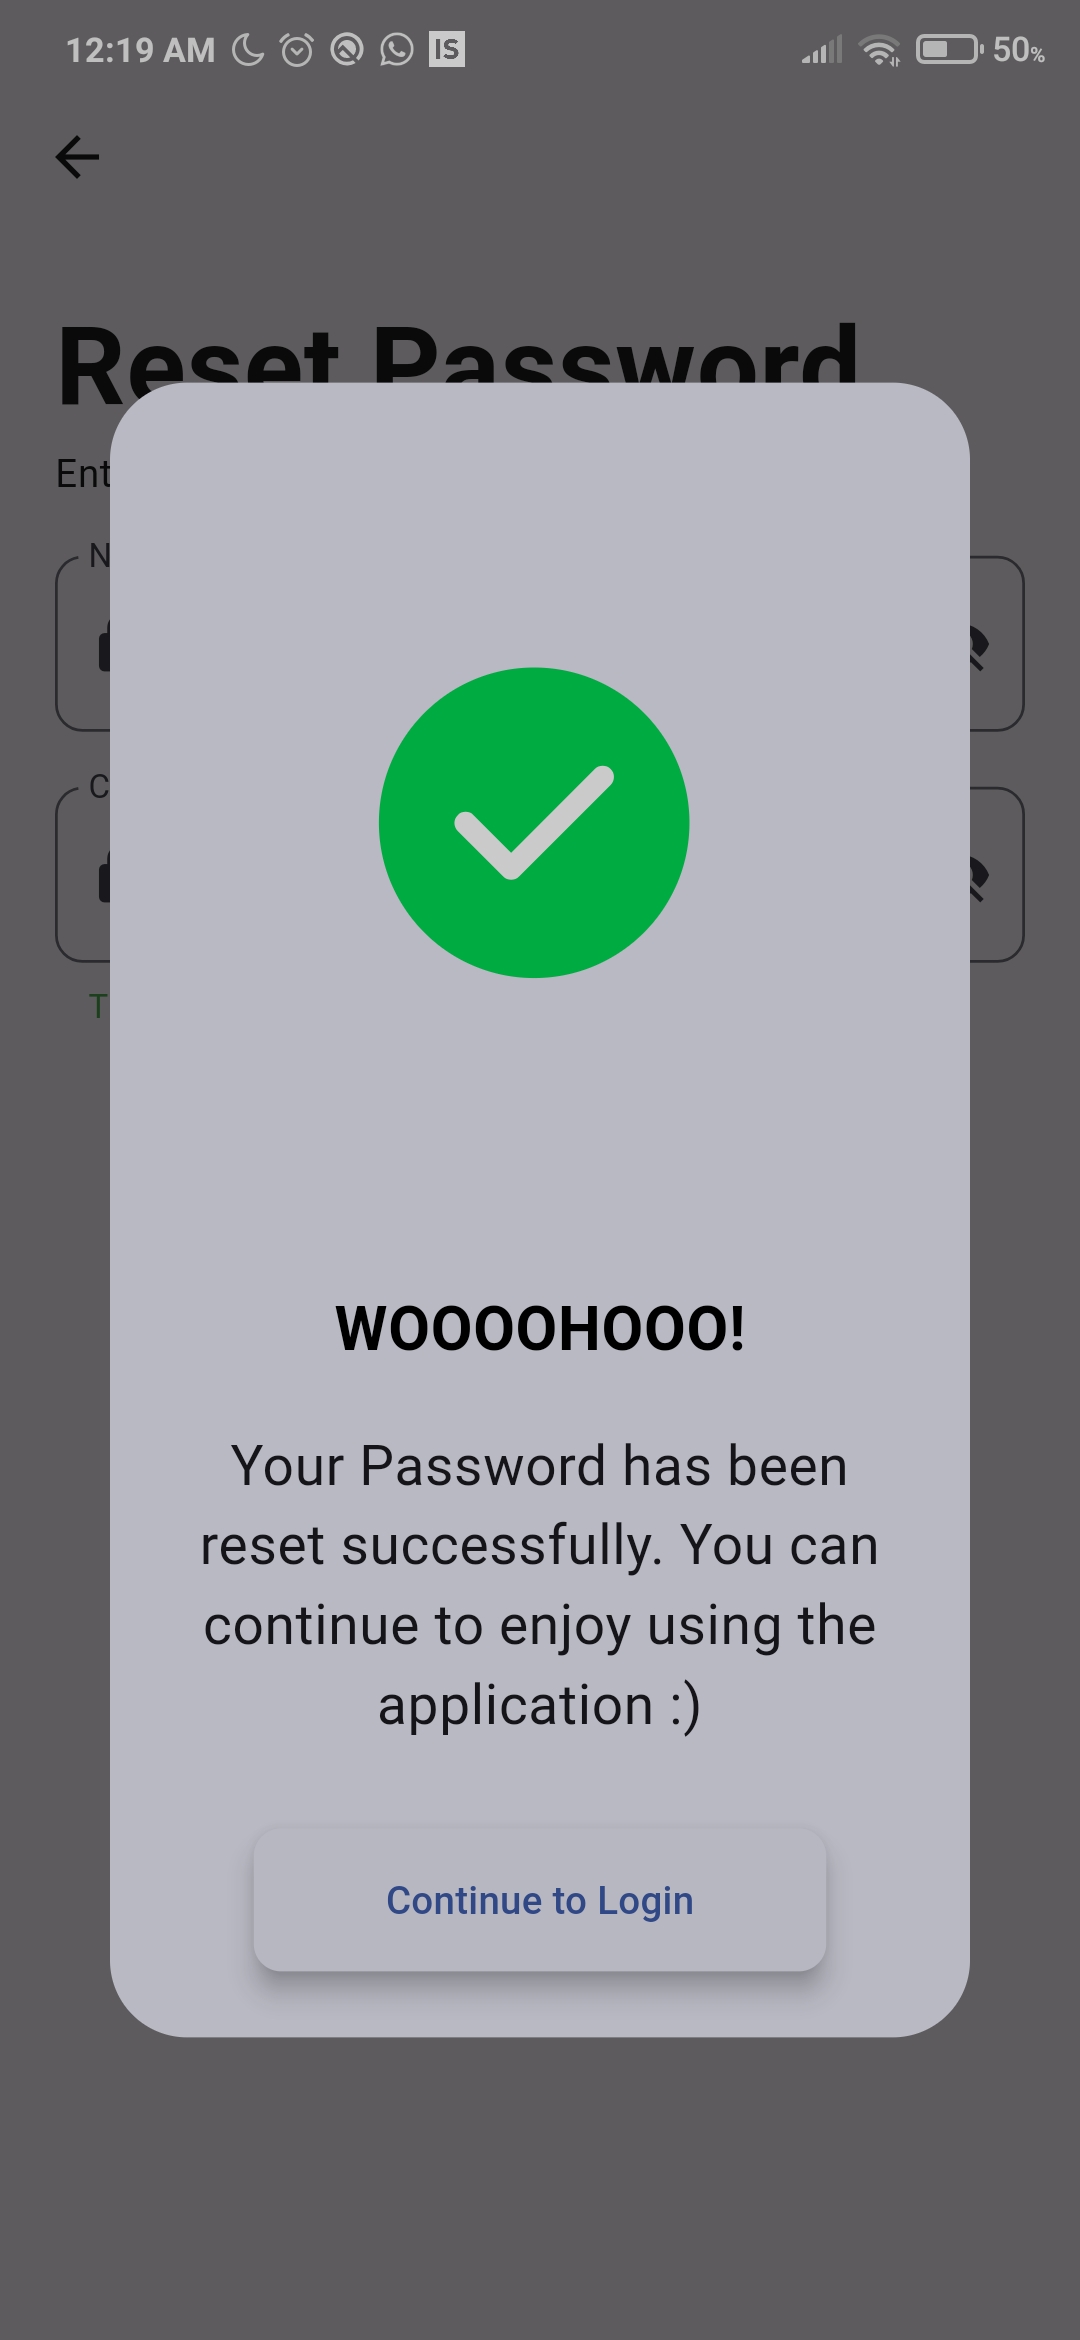 12:19 AM IS 50%
Reset Password
WOOOOHOOO!
Your Password has been
reset successfully. You can
continue to enjoy using the
application :)
Continue to Login